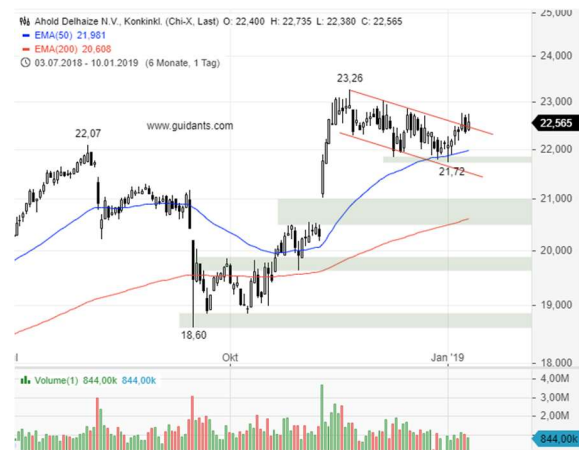 Ahold Delhaize N.V., Konkinkl. (Chi-X, Last) O: 22,400 H: 22,735 L: 22,380 C: 22,565
EMA(50) 21,981
EMA(200) 20,608
03.07.2018 - 10.01.2019 (6 Monate, 1 Tag)
25,000
24,000
23,26
23,000
www.guidants.com
22,565
22,07
22,000
21,72
21,000
20,000
19,000
18,60
18.000
l Okt Jan '19
Volume(1) 844,00k 844,00k
4,00M
3,00M
2,00M
844,00k